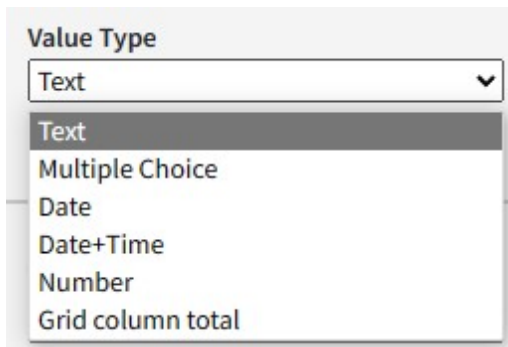 Value Type
Text
Text
Multiple Choice
Date
Date+Time
Number
Grid column total